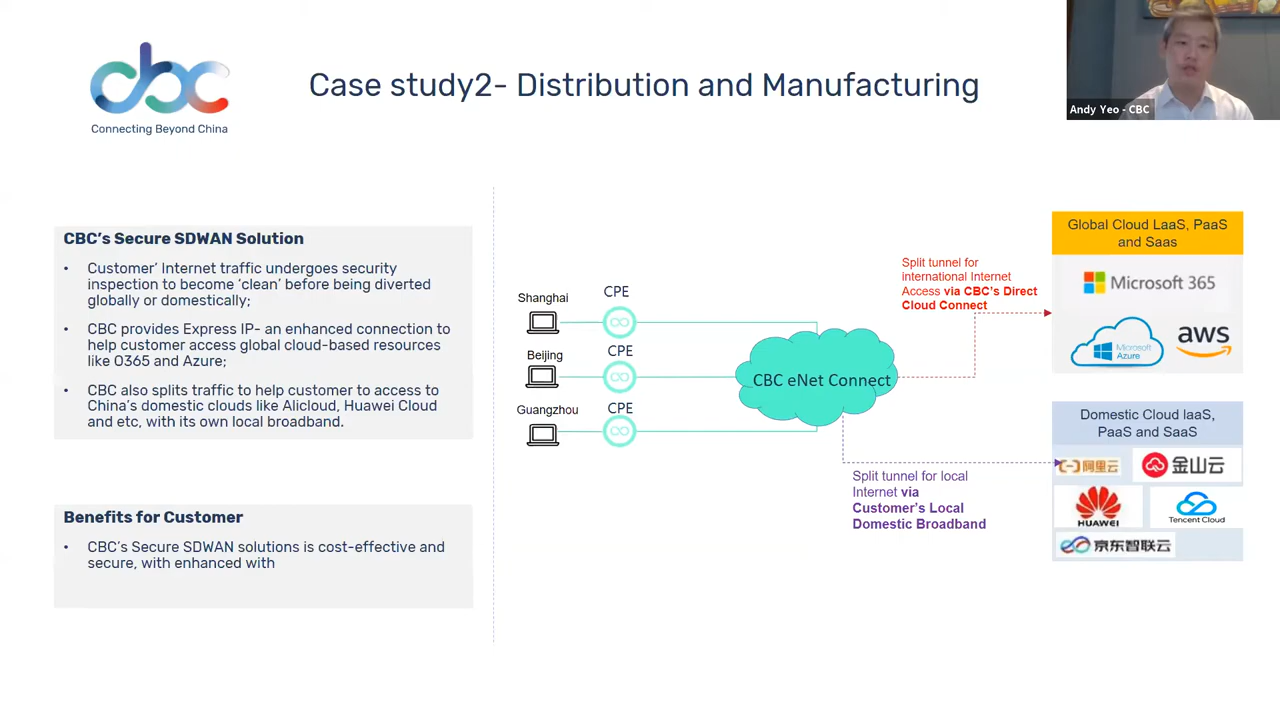 cbc
Connecting Beyond China
Case study2- Distribution and Manufacturing
Andy Yeo - CBC
CBC's Secure SDWAN Solution
• Customer' Internet traffic undergoes security
inspection to become 'clean' before being diverted
globally or domestically;
• CBC provides Express IP- an enhanced connection to
help customer access global cloud-based resources
like O365 and Azure;
• CBC also splits traffic to help customer to access to
China's domestic clouds like Alicloud, Huawei Cloud
and etc, with its own local broadband.
Benefits for Customer
• CBC's Secure SDWAN solutions is cost-effective and
secure, with enhanced with
Shanghai
CPE
Beijing
CPE
Guangzhou
CPE
CBC eNet Connect
Split tunnel for
international Internet
Access via CBC's Direct
Cloud Connect
Split tunnel for local
Internet via
Customer's Local
Domestic Broadband
Global Cloud LaaS, PaaS
and Saas
Microsoft 365
Microsoft
Azure
aws
Domestic Cloud laaS,
PaaS and SaaS
阿里云
金山云
HUAWEI
Tencent Cloud
京东智联云